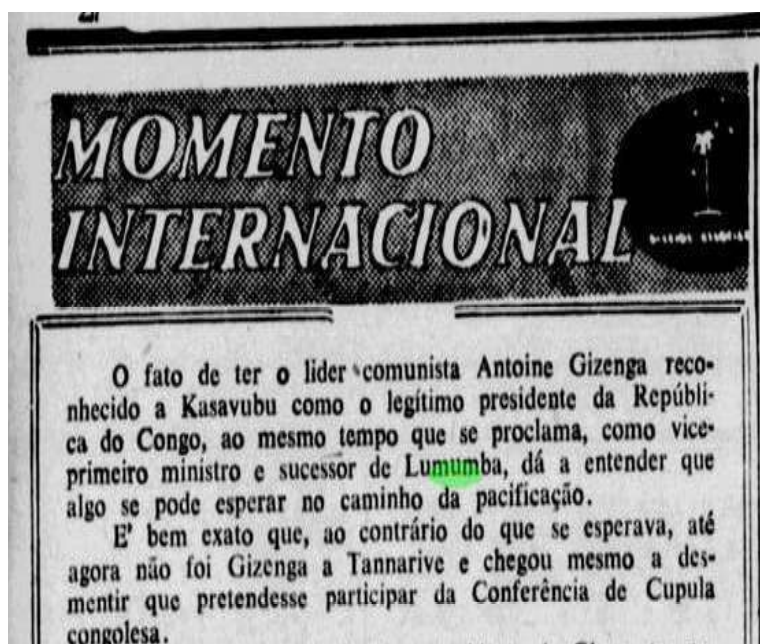 MOMENTO
INTERNACIONAL
O fato de ter o lider comunista Antoine Gizenga reco-
nhecido a Kasavubu como o legítimo presidente da Repúbli-
ca do Congo, ao mesmo tempo que se proclama, como vice-
primeiro ministro e sucessor de Lumumba, dá a entender que
algo se pode esperar no caminho da pacificação.
E' bem exato que, ao contrário do que se esperava, até
agora não foi Gizenga a Tannarive e chegou mesmo a des-
mentir que pretendesse participar da Conferência de Cupula
congolesa.